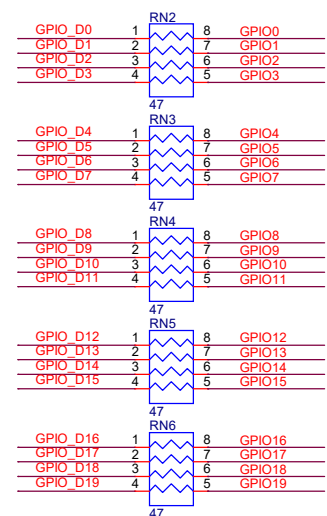 RN2
GPIO_D0 1 8 GPIO0
GPIO_D1 2 7 GPIO1
GPIO_D2 3 6 GPIO2
GPIO_D3 4 5 GPIO3
47
RN3
GPIO_D4 1 8 GPIO4
GPIO_D5 2 7 GPIO5
GPIO_D6 3 6 GPIO6
GPIO_D7 4 5 GPIO7
47
RN4
GPIO_D8 1 8 GPIO8
GPIO_D9 2 7 GPIO9
GPIO_D10 3 6 GPIO10
GPIO_D11 4 5 GPIO11
47
RN5
GPIO_D12 1 8 GPIO12
GPIO_D13 2 7 GPIO13
GPIO_D14 3 6 GPIO14
GPIO_D15 4 5 GPIO15
47
RN6
GPIO_D16 1 8 GPIO16
GPIO_D17 2 7 GPIO17
GPIO_D18 3 6 GPIO18
GPIO_D19 4 5 GPIO19
47